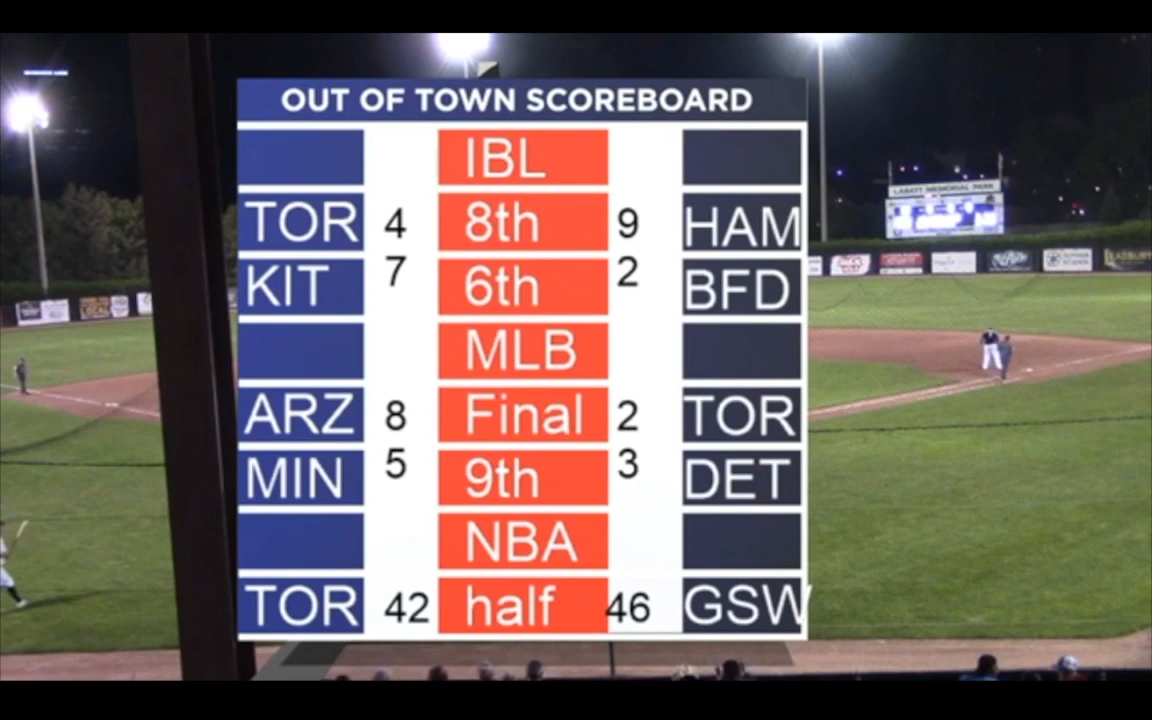 OUT OF TOWN SCOREBOARD
IBL
TOR 4 8th 9 HAM
KIT 7 6th 2 BFD
MLB
ARZ 8 Final 2 TOR
MIN 5 9th 3 DET
NBA
TOR 42 half 46 GSW
LABATT MEMORIAL PARK